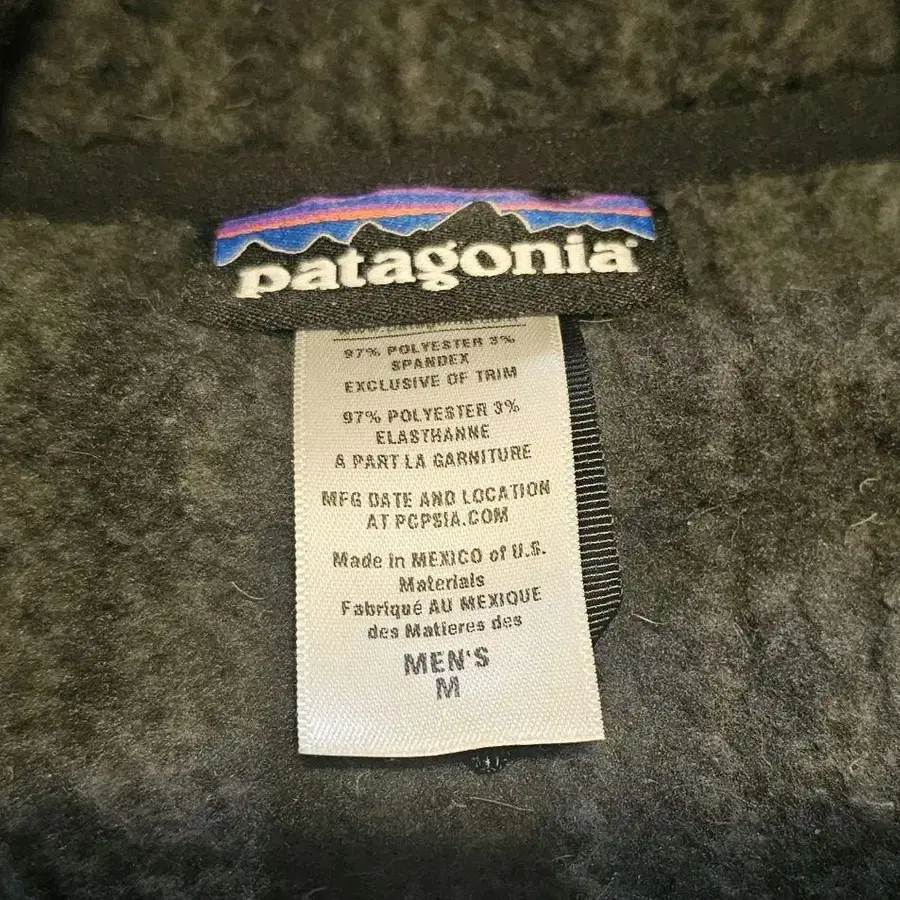 patagonia®
97% POLYESTER 3%
SPANDEX
EXCLUSIVE OF TRIM
97% POLYESTER 3%
ELASTHANNE
A PART LA GARNITURE
MFG DATE AND LOCATION
AT PCPSIA.COM
Made in MEXICO of U.S.
Materials
Fabriqué AU MEXIQUE
des Matieres des
MEN'S
M